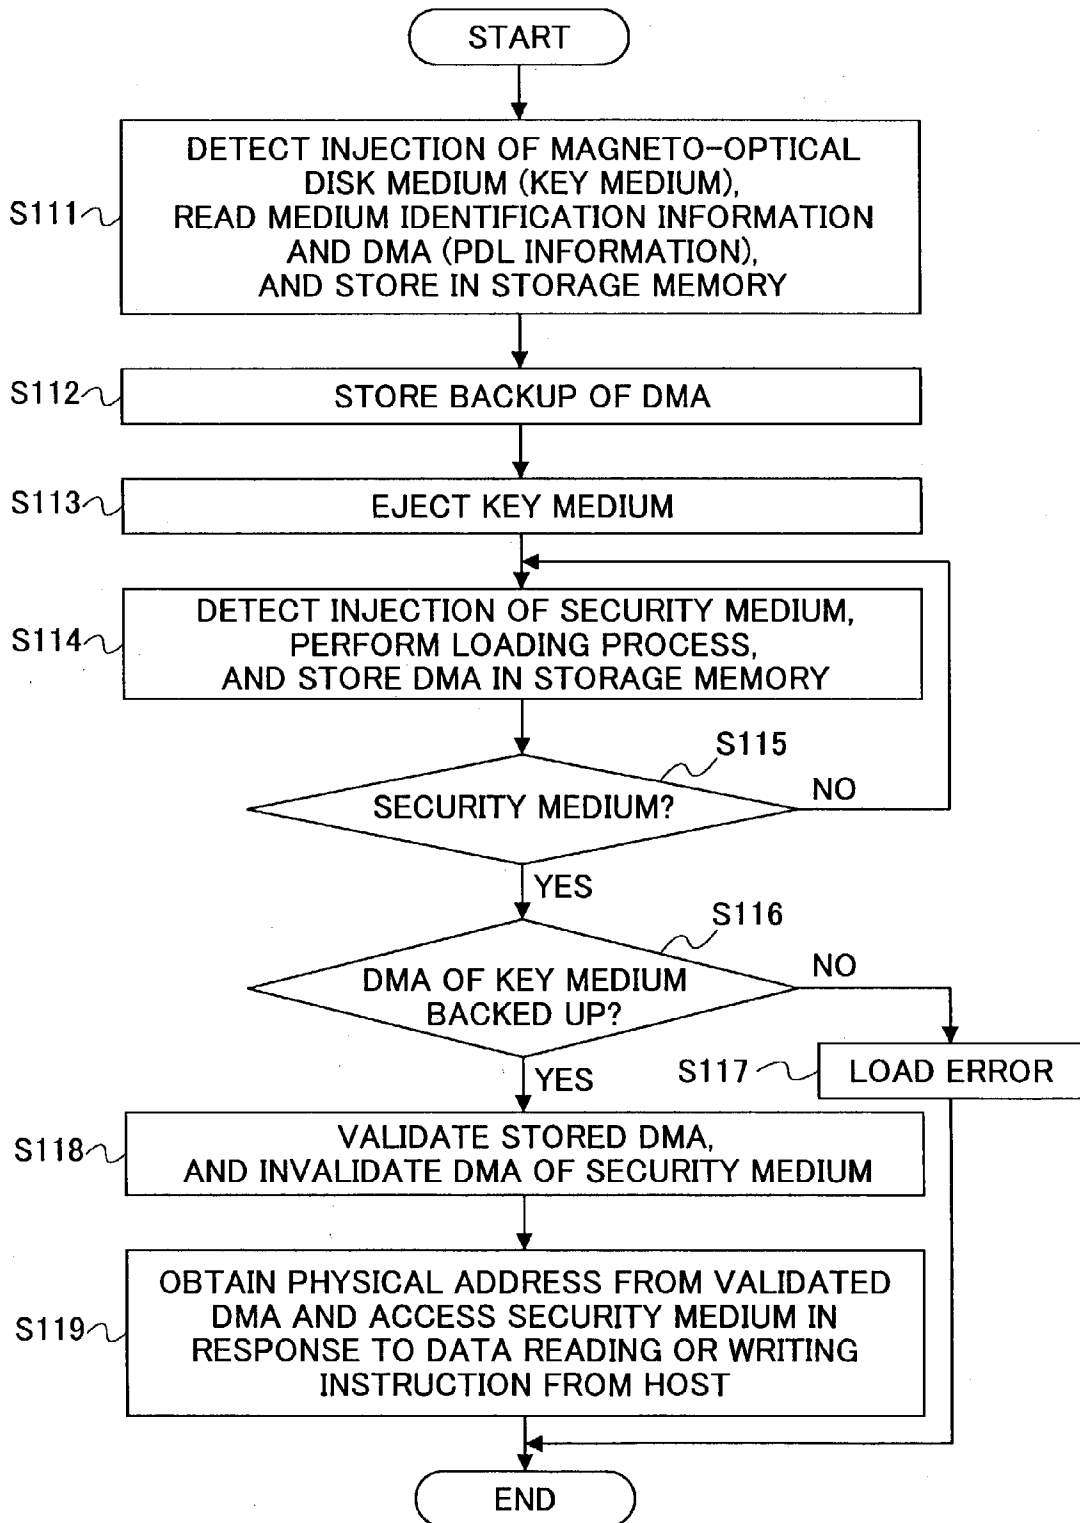 START
DETECT INJECTION OF MAGNETO-OPTICAL
DISK MEDIUM (KEY MEDIUM),
S111
READ MEDIUM IDENTIFICATION INFORMATION
AND DMA (PDL INFORMATION),
AND STORE IN STORAGE MEMORY
S112
STORE BACKUP OF DMA
S113
EJECT KEY MEDIUM
DETECT INJECTION OF SECURITY MEDIUM,
S114
PERFORM LOADING PROCESS,
AND STORE DMA IN STORAGE MEMORY
S115
SECURITY MEDIUM?
NO
YES
S116
DMA OF KEY MEDIUM
BACKED UP?
NO
S117
LOAD ERROR
YES
S118
VALIDATE STORED DMA,
AND INVALIDATE DMA OF SECURITY MEDIUM
OBTAIN PHYSICAL ADDRESS FROM VALIDATED
DMA AND ACCESS SECURITY MEDIUM IN
S119
RESPONSE TO DATA READING OR WRITING
INSTRUCTION FROM HOST
END